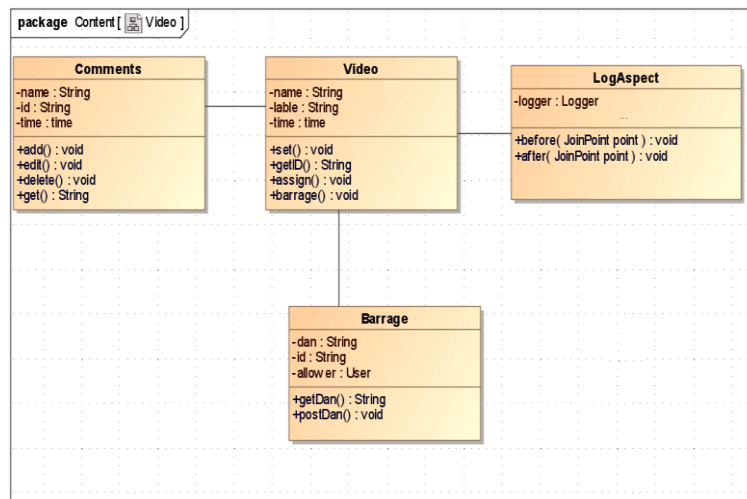 package Content [ Video ]
Comments
-name : String
-id : String
-time : time
+add() : void
+edit() : void
+delete() : void
+get() : String
Video
-name : String
-lable : String
-time : time
+set() : void
+getID() : String
+assign() : void
+barrage() : void
LogAspect
-logger : Logger
...
+before( JoinPoint point ) : void
+after( JoinPoint point ) : void
Barrage
-dan : String
-id : String
-allower : User
+getDan() : String
+postDan() : void